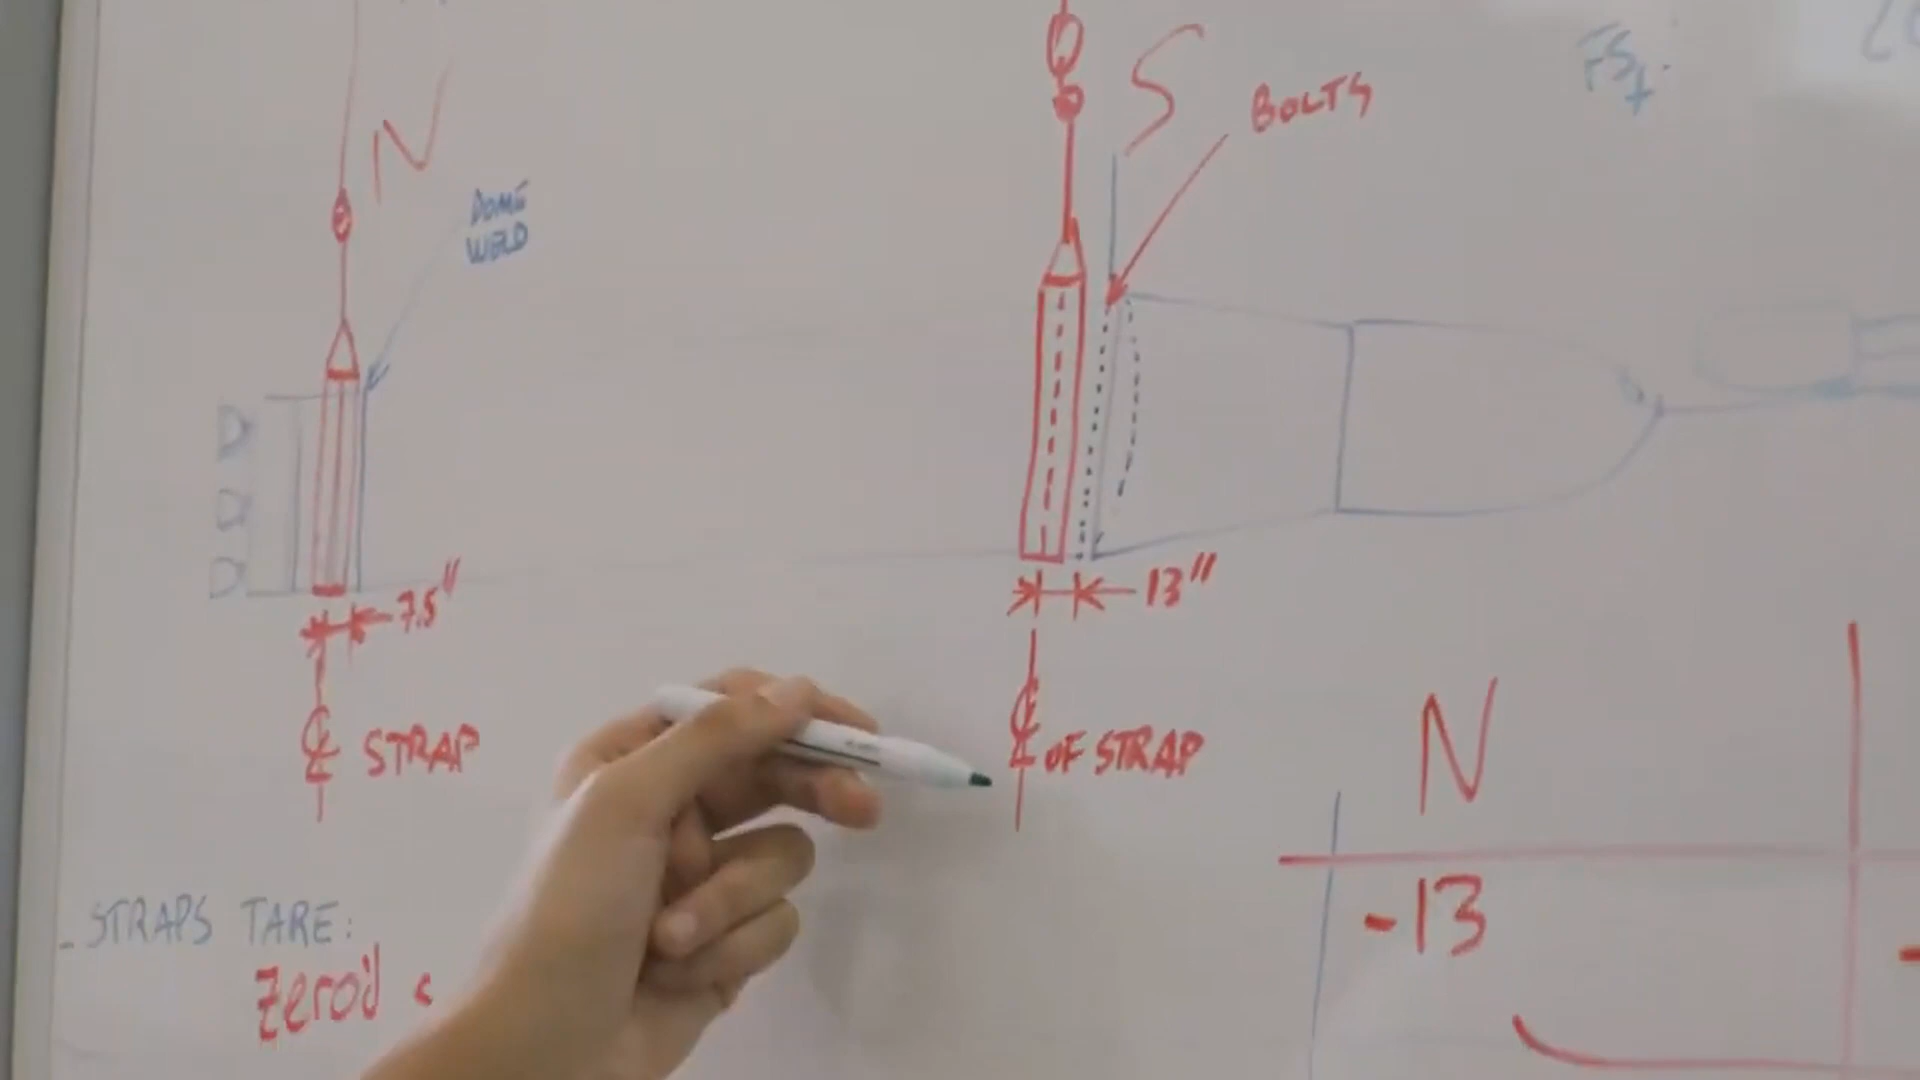 N
DOME
WELD
S
BOLTS
FS
7.5"
13"
℄ STRAP
℄ OF STRAP
N
-13
- STRAPS TARE:
Zero'd